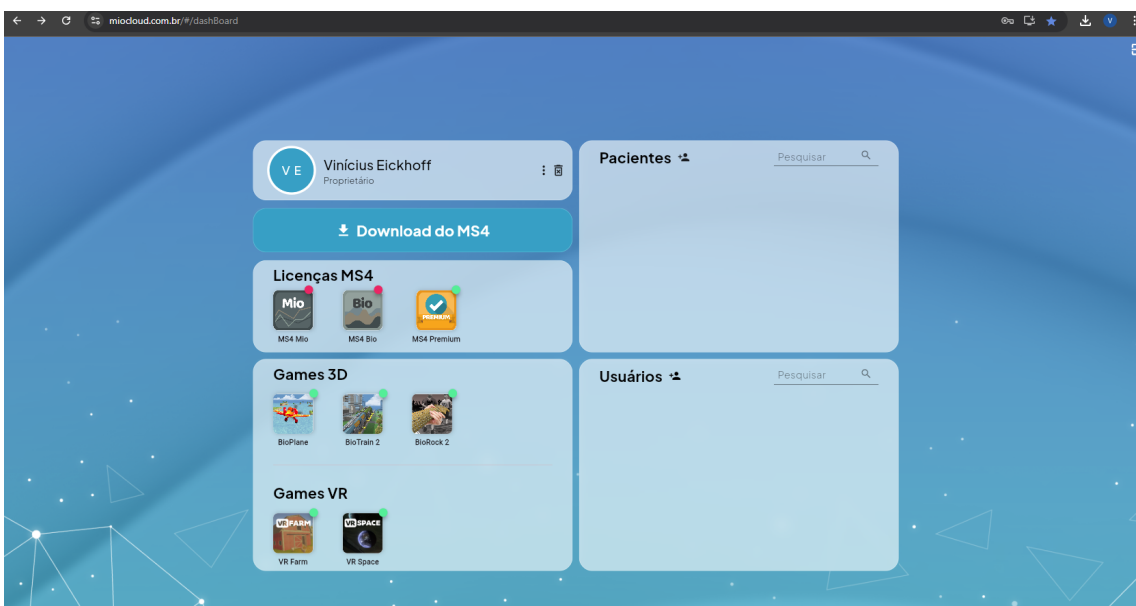 miocloud.com.br/#/dashBoard
V
V E
Vinícius Eickhoff
Proprietário
Download do MS4
Licenças MS4
Mio
Bio
PREMIUM
MS4 Mio
MS4 Bio
MS4 Premium
Games 3D
BioPlane
BioTrain 2
BioRock 2
Games VR
VR FARM
VR SPACE
VR Farm
VR Space
Pacientes
Pesquisar
Usuários
Pesquisar